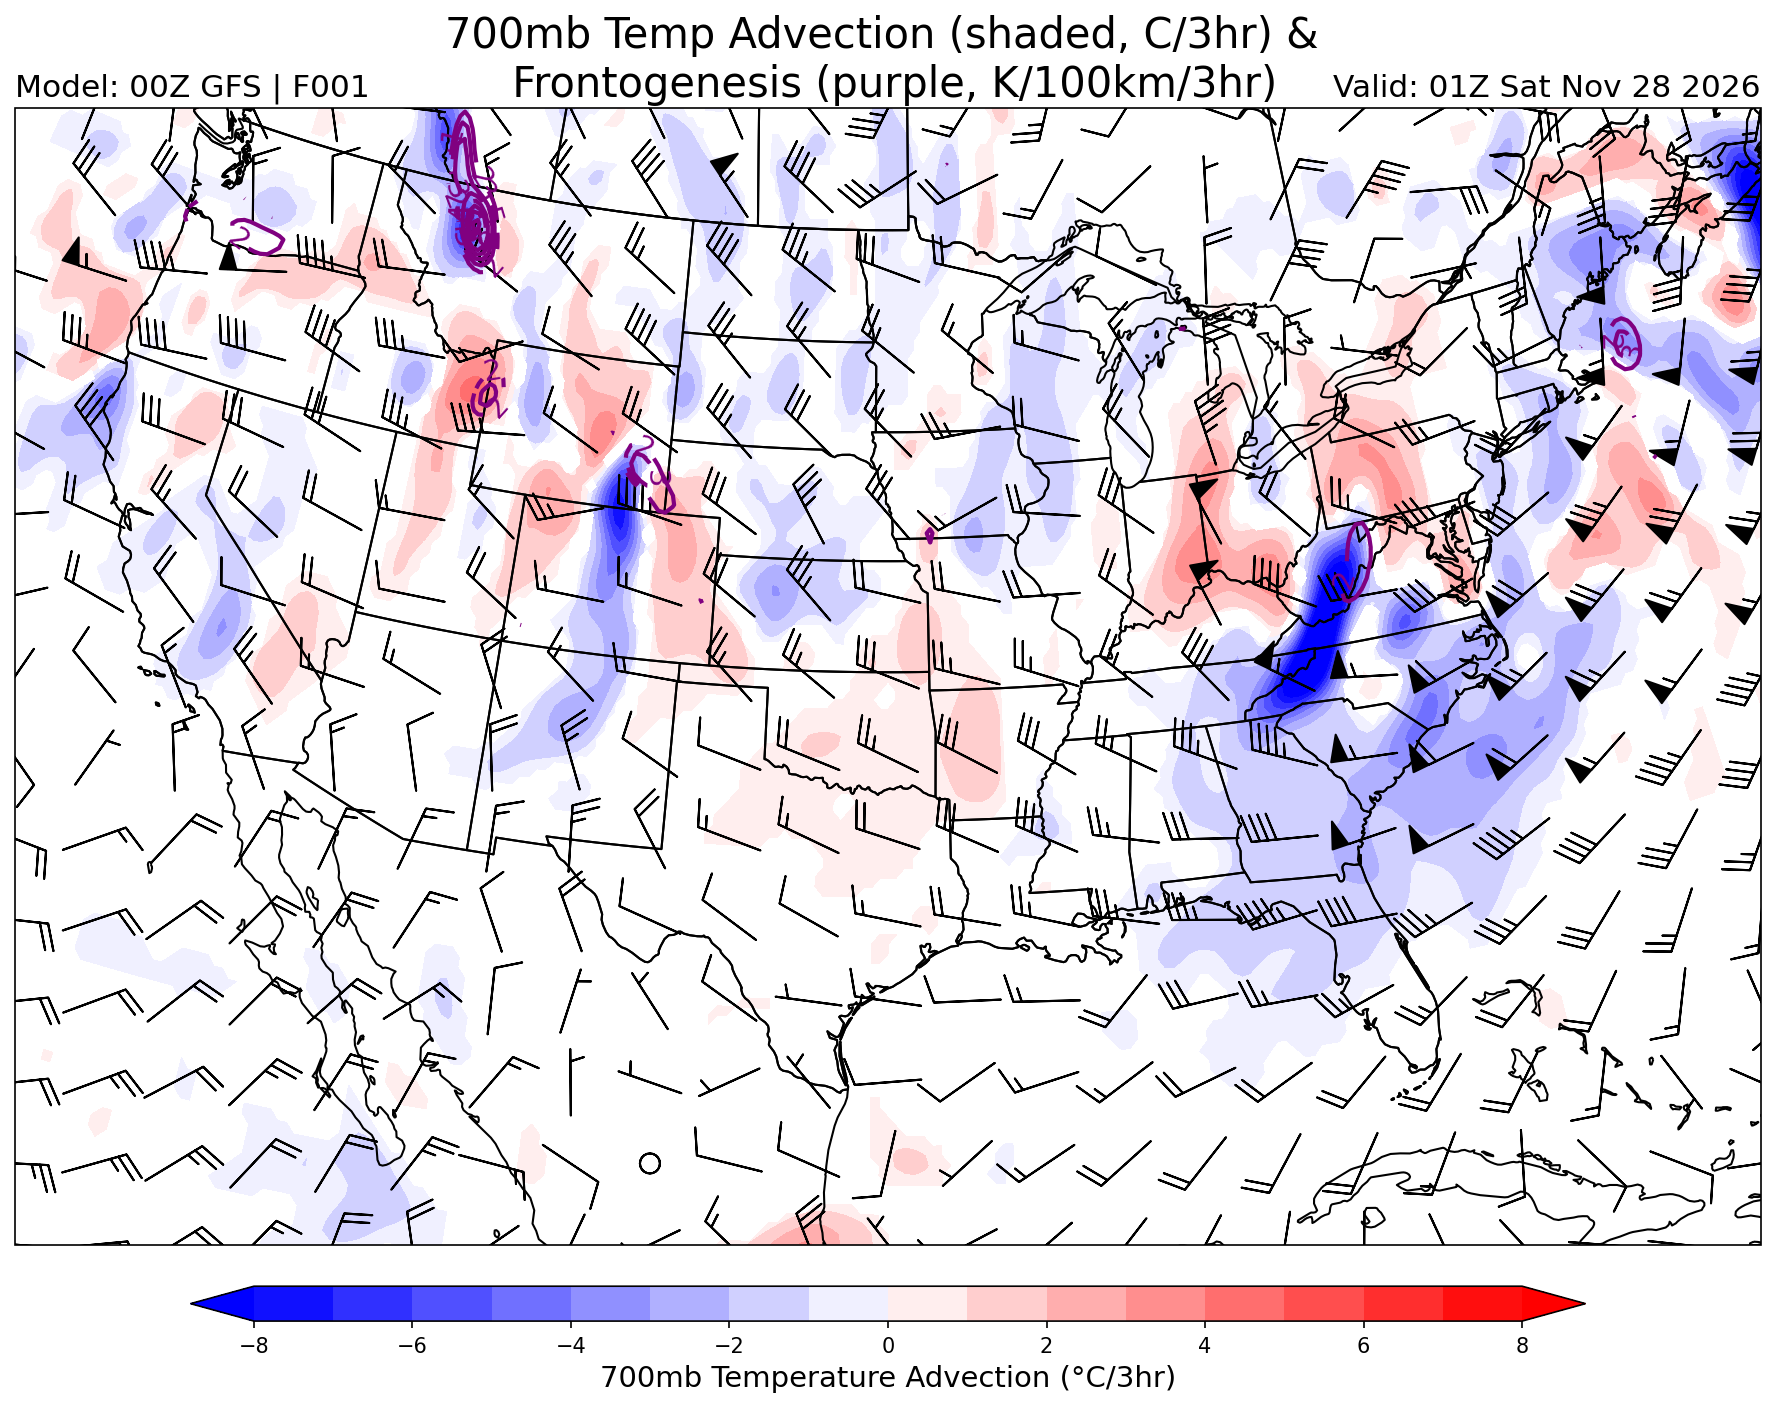 700mb Temp Advection (shaded, C/3hr) &
Model: 00Z GFS | F001 Frontogenesis (purple, K/100km/3hr) Valid: 01Z Sat Nov 28 2026
−8 −6 −4 −2 0 2 4 6 8
700mb Temperature Advection (°C/3hr)